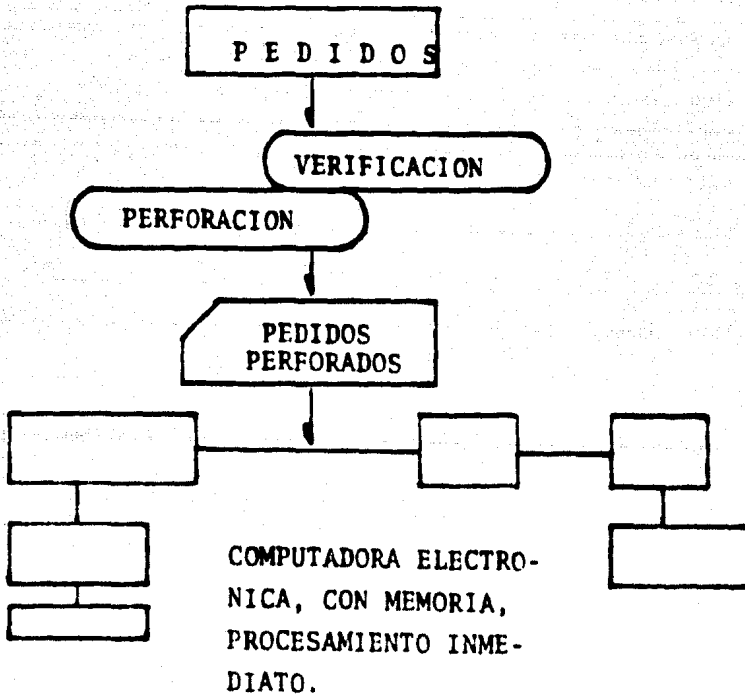 PEDIDOS
VERIFICACION
PERFORACION
PEDIDOS
PERFORADOS
COMPUTADORA ELECTRO-
NICA, CON MEMORIA,
PROCESAMIENTO INME-
DIATO.